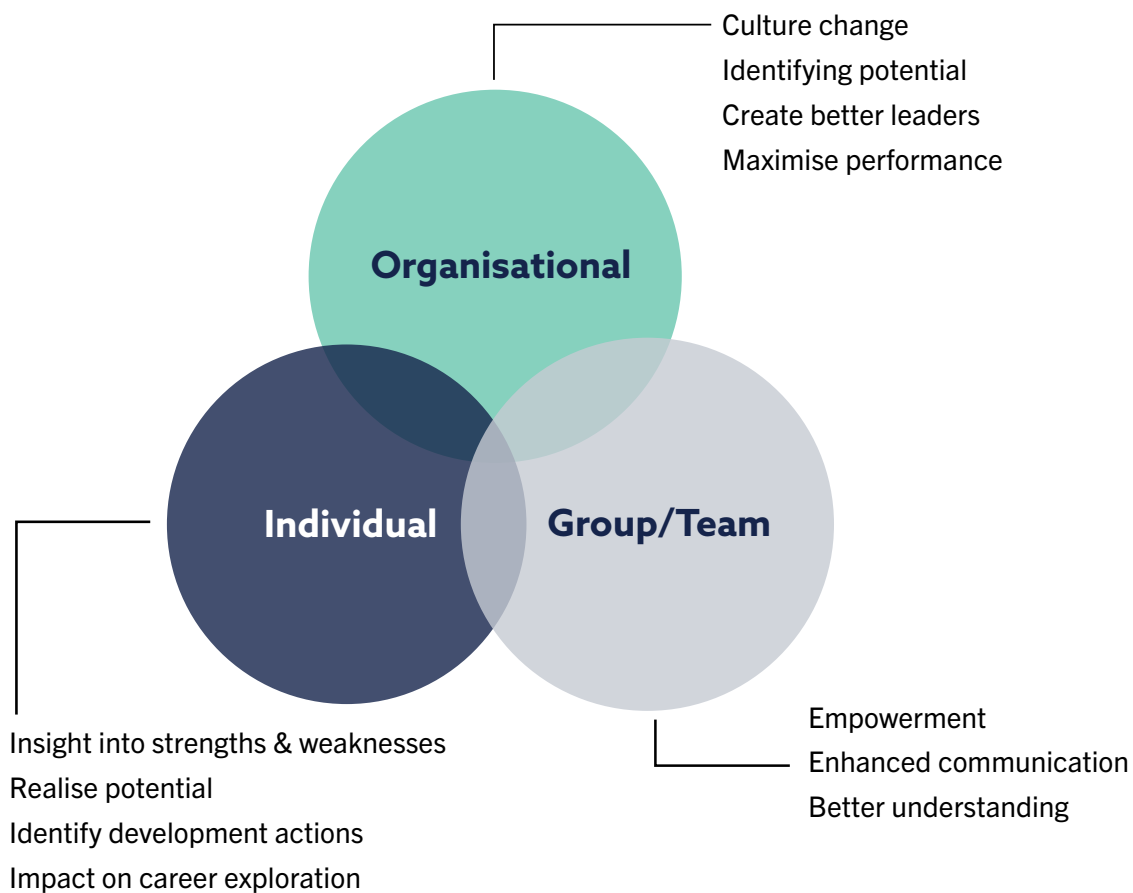 Culture change
Identifying potential
Create better leaders
Maximise performance
Organisational
Individual
Group/Team
Insight into strengths & weaknesses
Realise potential
Identify development actions
Impact on career exploration
Empowerment
Enhanced communication
Better understanding